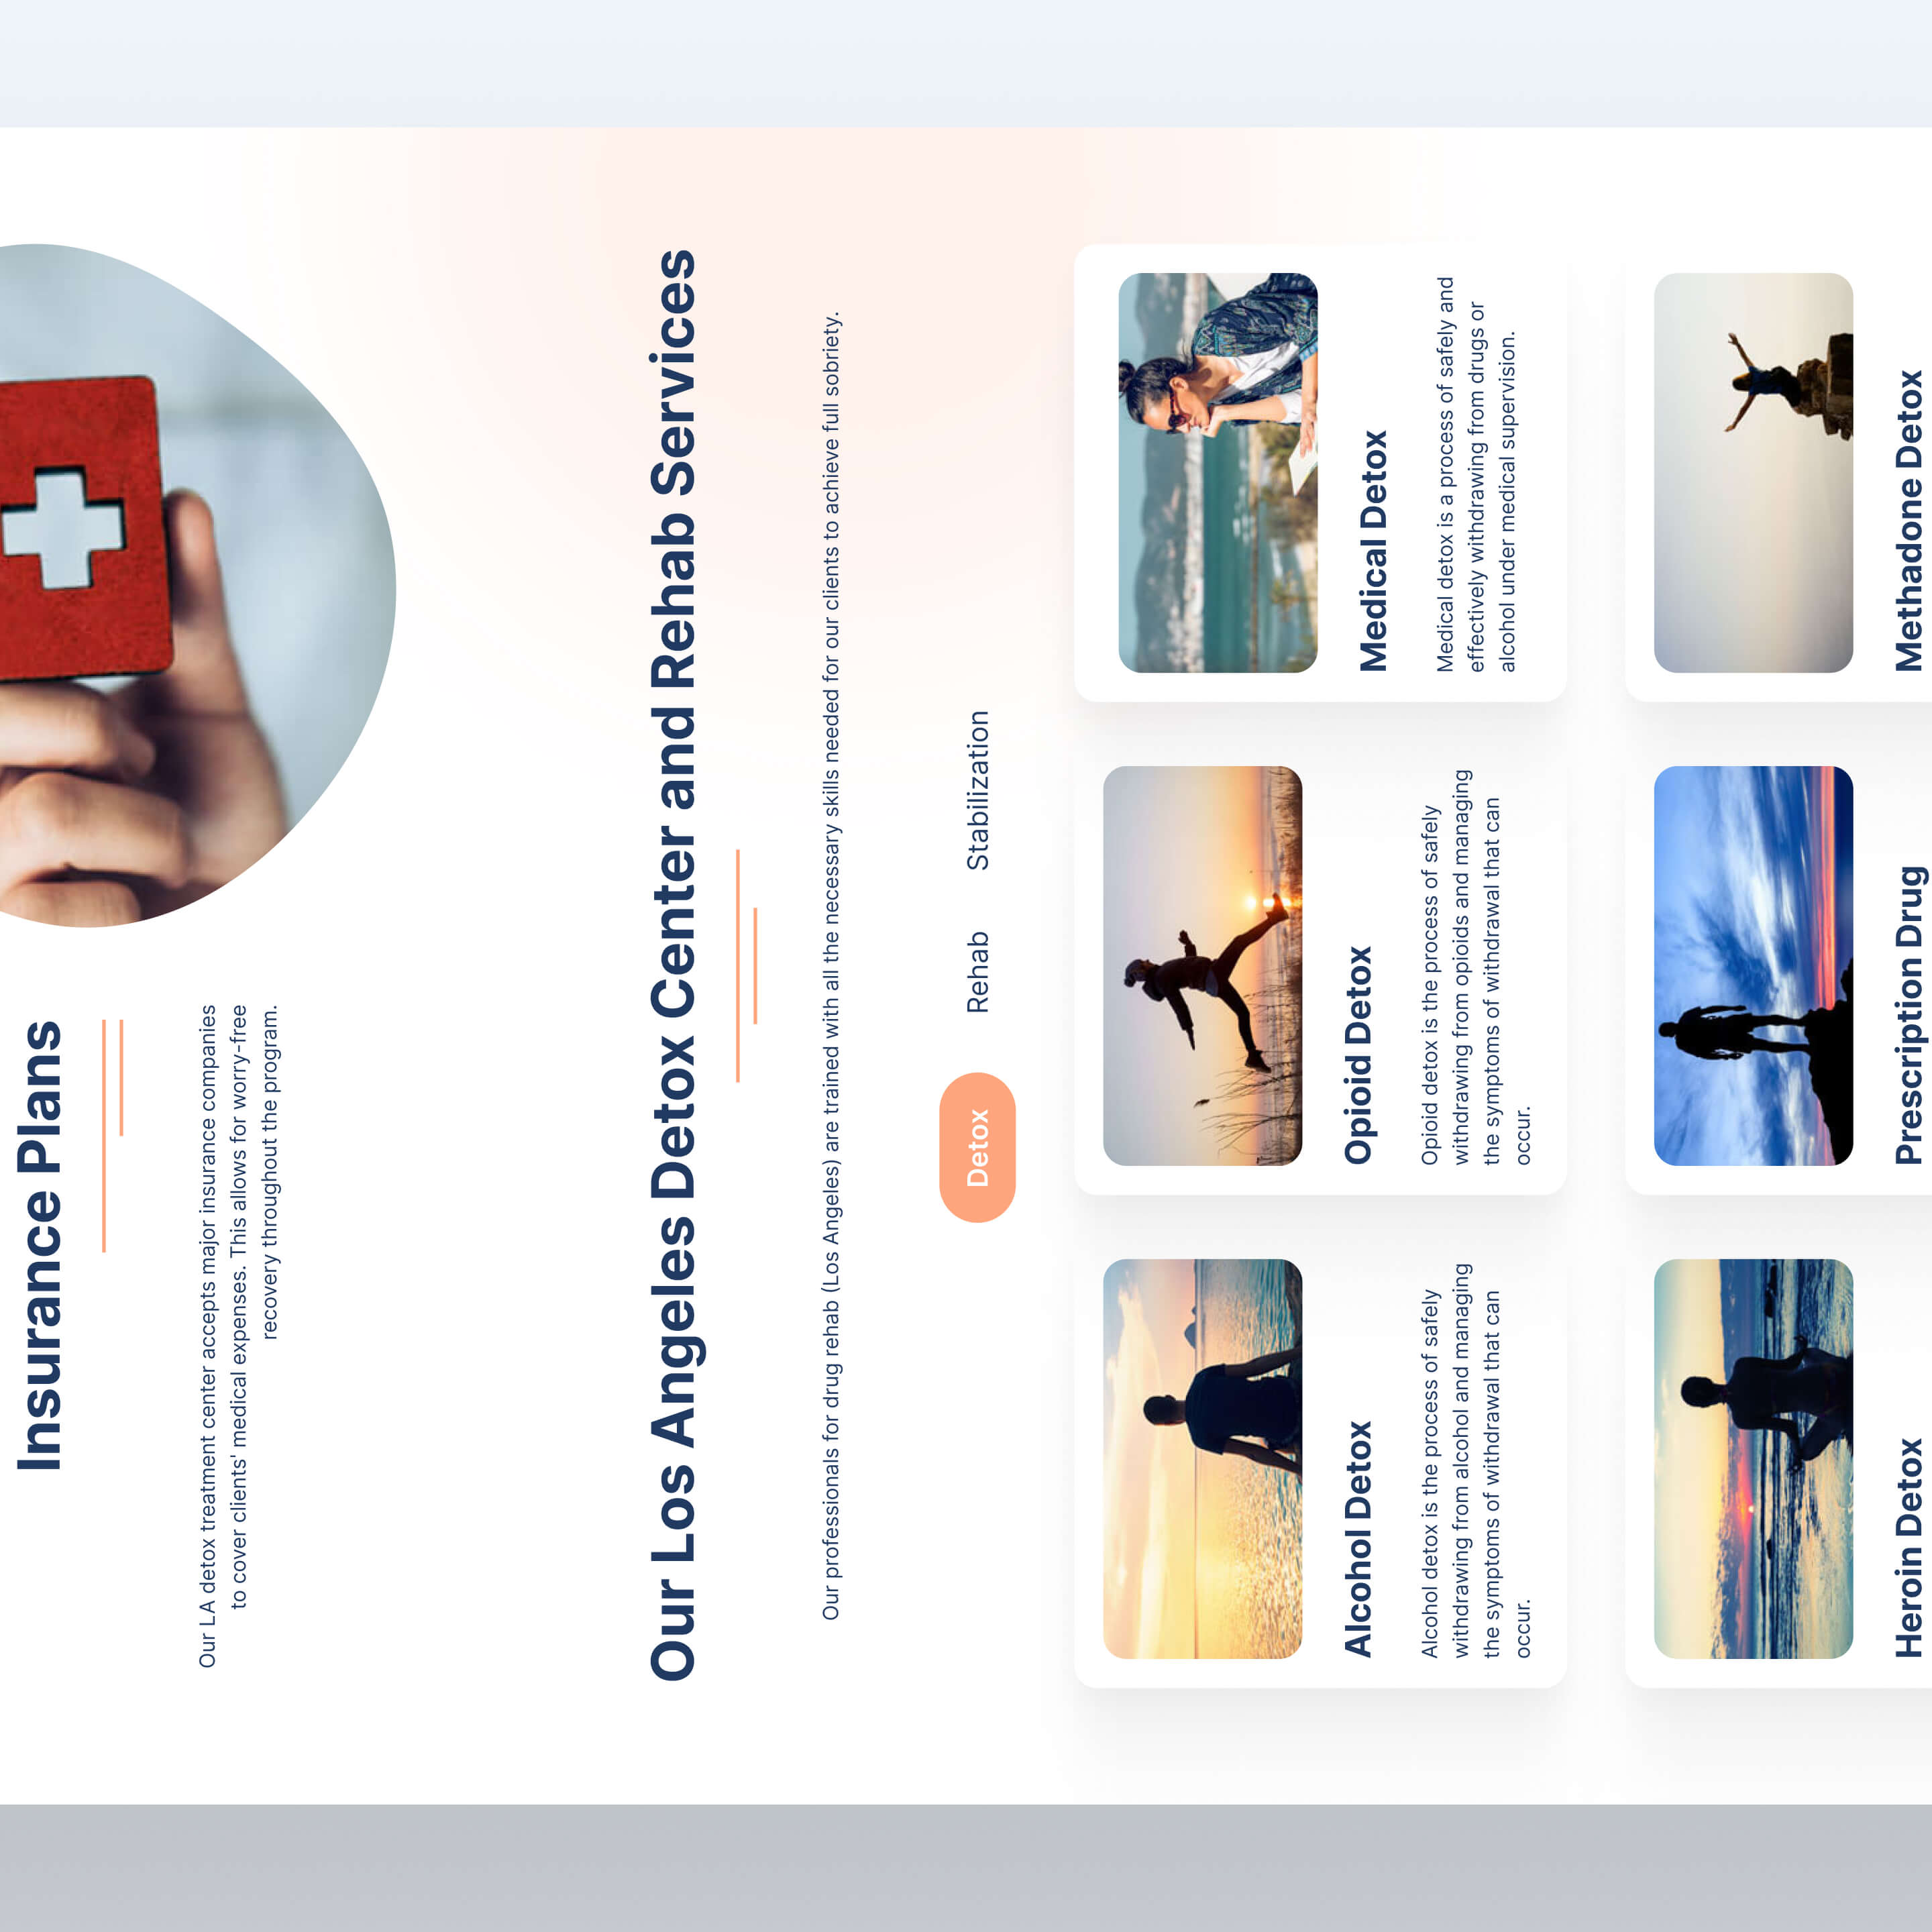 Insurance Plans
Our LA detox treatment center accepts major insurance companies
to cover clients' medical expenses. This allows for worry-free
recovery throughout the program.
Our Los Angeles Detox Center and Rehab Services
Our professionals for drug rehab (Los Angeles) are trained with all the necessary skills needed for our clients to achieve full sobriety.
Detox
Rehab
Stabilization
Alcohol Detox
Alcohol detox is the process of safely
withdrawing from alcohol and managing
the symptoms of withdrawal that can
occur.
Opioid Detox
Opioid detox is the process of safely
withdrawing from opioids and managing
the symptoms of withdrawal that can
occur.
Medical Detox
Medical detox is a process of safely and
effectively withdrawing from drugs or
alcohol under medical supervision.
Heroin Detox
Prescription Drug
Methadone Detox